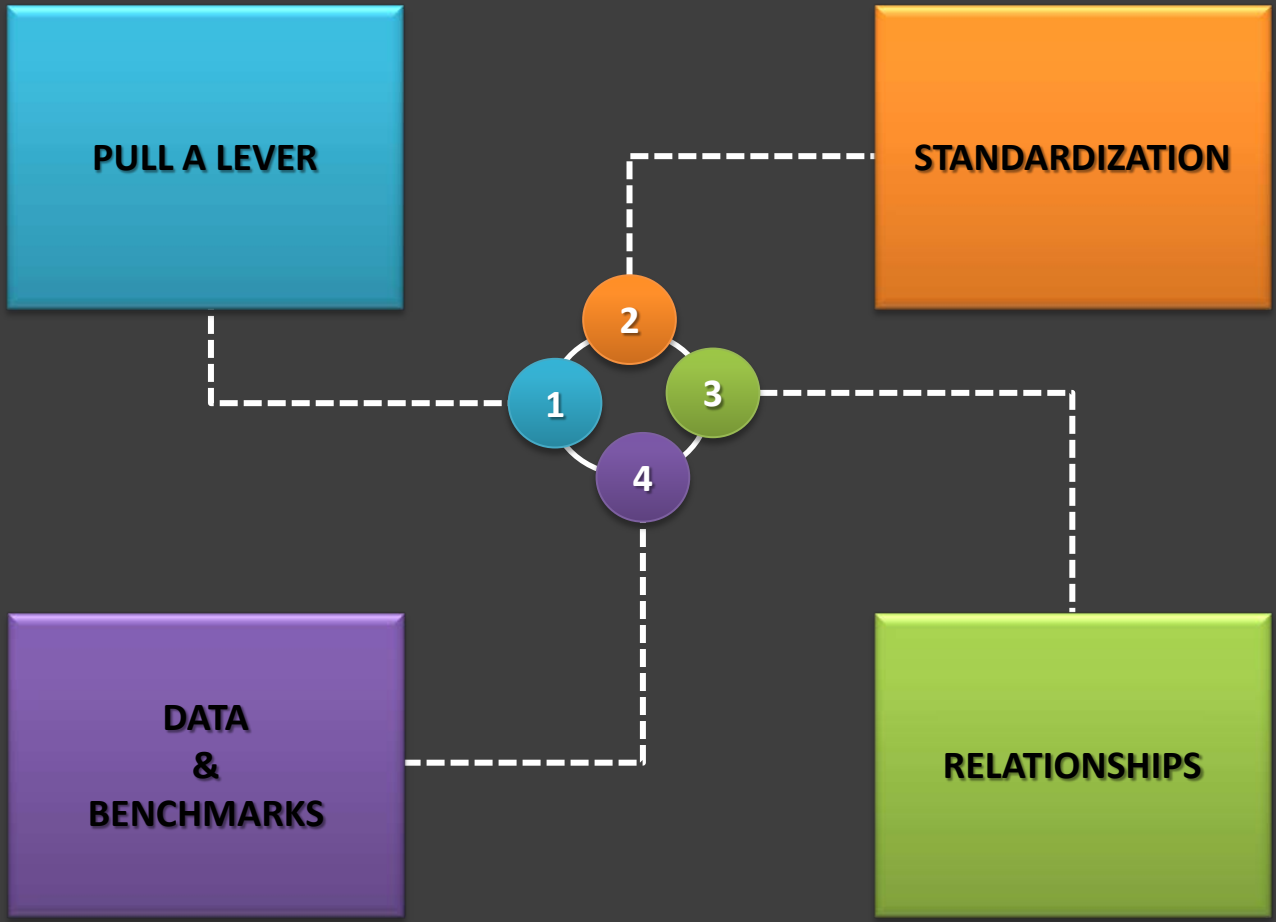 PULL A LEVER
STANDARDIZATION
2
1
3
4
DATA
&
BENCHMARKS
RELATIONSHIPS